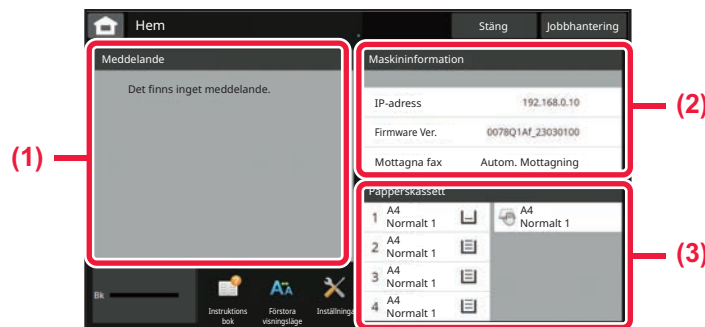 Hem
Stäng
Jobbhantering
Meddelande
Det finns inget meddelande.
Maskininformation
IP-adress 192.168.0.10
Firmware Ver. 0078Q1Af_23030100
Mottagna fax Autom. Mottagning
Papperskassett
1 A4
Normalt 1
2 A4
Normalt 1
3 A4
Normalt 1
4 A4
Normalt 1
A4
Normalt 1
Bk
Instruktions
bok
Förstora
visningsläge
Inställninga
(1)
(2)
(3)